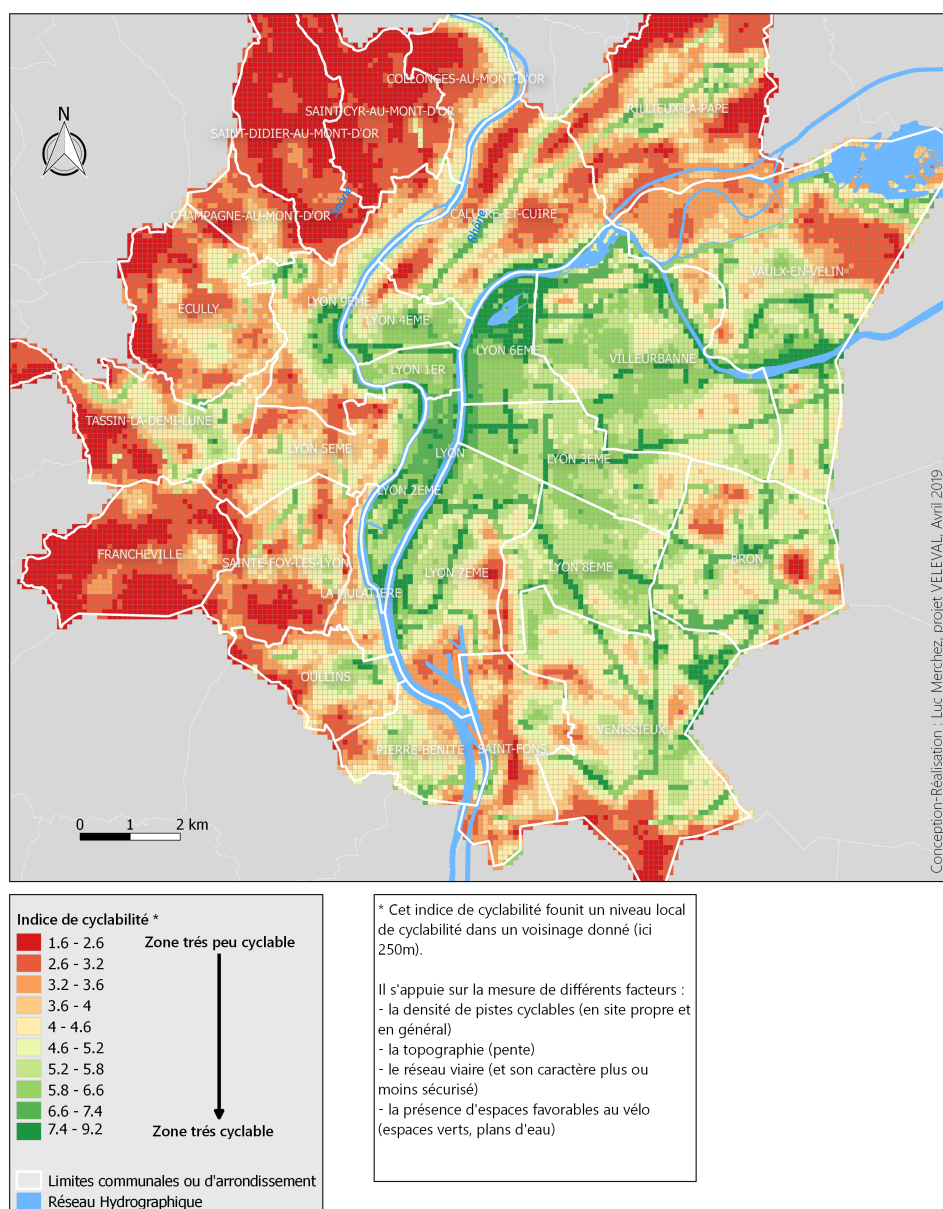 N
COLLONGES-AU-MONT-D'OR
SAINT-CYR-AU-MONT-D'OR
SAINT-DIDIER-AU-MONT-D'OR
RILLIEUX-LA-PAPE
CHAMPAGNE-AU-MONT-D'OR
Saône
CALUIRE-ET-CUIRE
Rhône
VAULX-EN-VELIN
ECULLY
LYON 9EME
LYON 4EME
LYON 6EME
VILLEURBANNE
LYON 1ER
TASSIN-LA-DEMI-LUNE
LYON 5EME
LYON
LYON 3EME
LYON 2EME
FRANCHEVILLE
SAINTE-FOY-LES-LYON
LYON 7EME
LYON 8EME
BRON
LA MULATIERE
OULLINS
VENISSIEUX
PIERRE-BENITE
SAINT-FONS
0 1 2 km
Conception-Réalisation : Luc Merchez, projet VELEVAL, Avril 2019
Indice de cyclabilité *
1.6 - 2.6
Zone trés peu cyclable
2.6 - 3.2
3.2 - 3.6
3.6 - 4
4 - 4.6
4.6 - 5.2
5.2 - 5.8
5.8 - 6.6
6.6 - 7.4
7.4 - 9.2
Zone trés cyclable
Limites communales ou d'arrondissement
Réseau Hydrographique
* Cet indice de cyclabilité founit un niveau local
de cyclabilité dans un voisinage donné (ici
250m).
Il s'appuie sur la mesure de différents facteurs :
- la densité de pistes cyclables (en site propre et
en général)
- la topographie (pente)
- le réseau viaire (et son caractère plus ou
moins sécurisé)
- la présence d'espaces favorables au vélo
(espaces verts, plans d'eau)